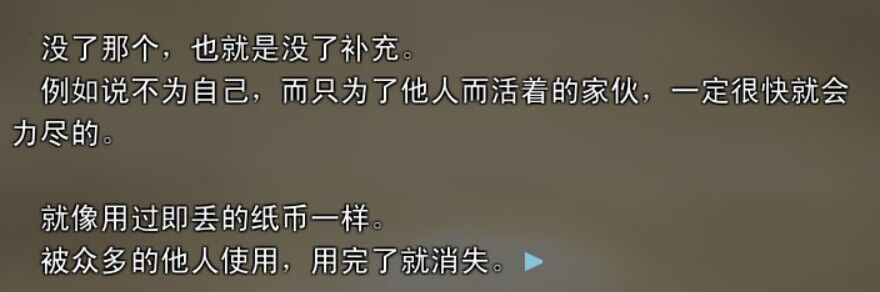 没了那个，也就是没了补充。
例如说不为自己，而只为了他人而活着的家伙，一定很快就会
力尽的。
就像用过即丢的纸币一样。
被众多的他人使用，用完了就消失。